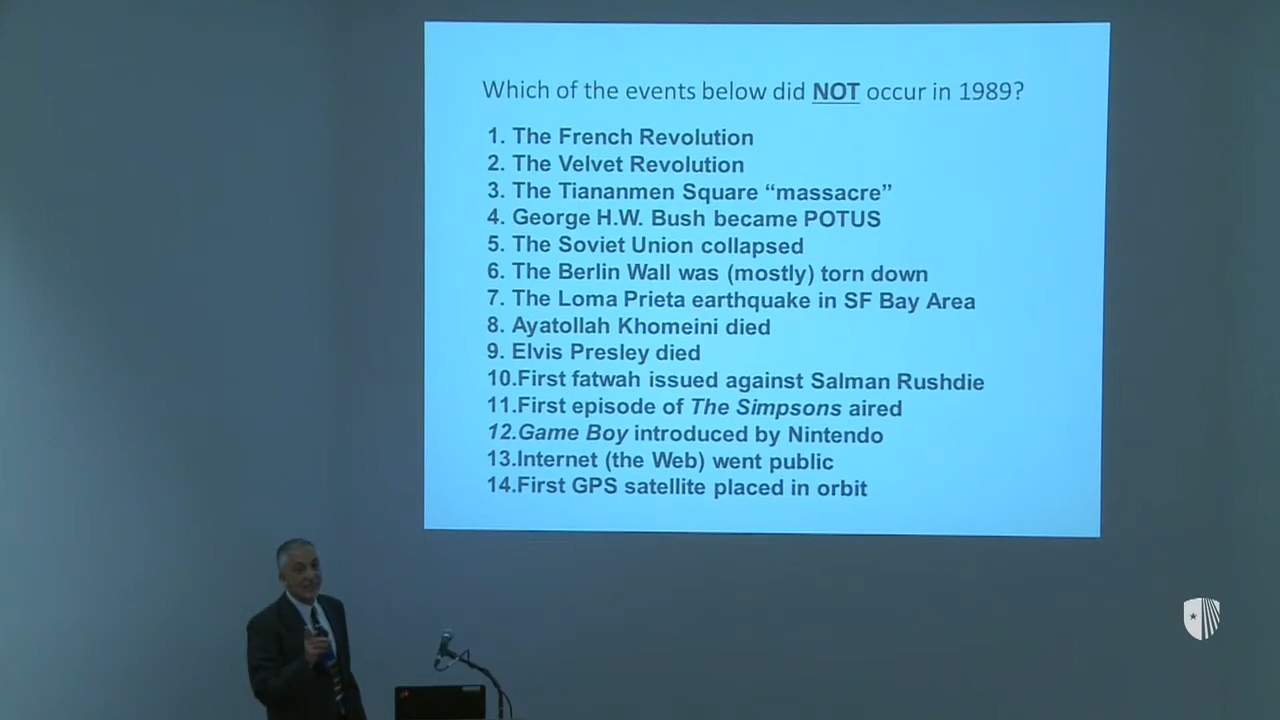 Which of the events below did NOT occur in 1989?
1. The French Revolution
2. The Velvet Revolution
3. The Tiananmen Square “massacre”
4. George H.W. Bush became POTUS
5. The Soviet Union collapsed
6. The Berlin Wall was (mostly) torn down
7. The Loma Prieta earthquake in SF Bay Area
8. Ayatollah Khomeini died
9. Elvis Presley died
10.First fatwah issued against Salman Rushdie
11.First episode of The Simpsons aired
12.Game Boy introduced by Nintendo
13.Internet (the Web) went public
14.First GPS satellite placed in orbit